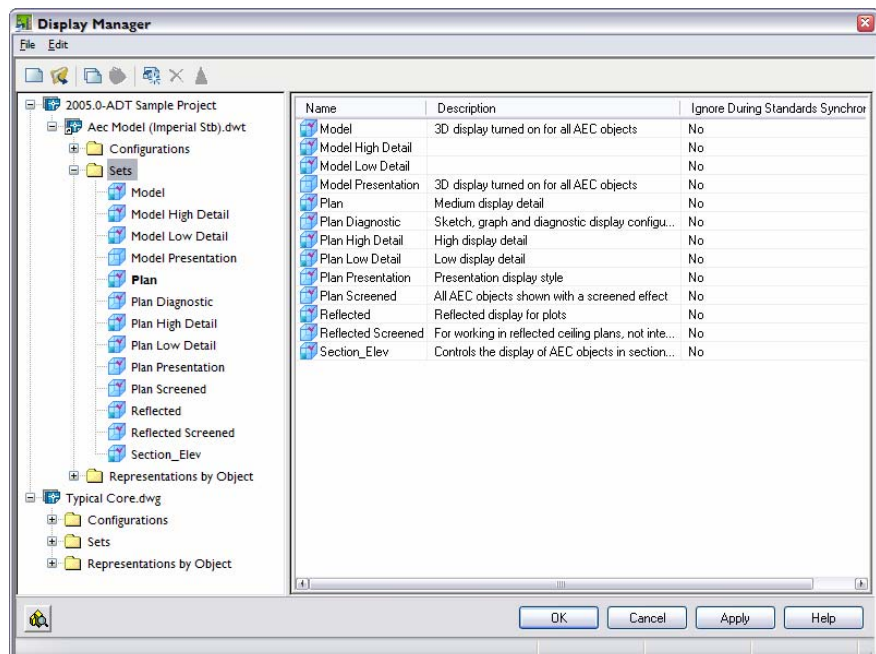 Display Manager
File Edit
2005.0-ADT Sample Project
Aec Model (Imperial Stb).dwt
Configurations
Sets
Model
Model High Detail
Model Low Detail
Model Presentation
Plan
Plan Diagnostic
Plan High Detail
Plan Low Detail
Plan Presentation
Plan Screened
Reflected
Reflected Screened
Section_Elev
Representations by Object
Typical Core.dwg
Configurations
Sets
Representations by Object
Name Description Ignore During Standards Synchror
Model 3D display turned on for all AEC objects No
Model High Detail No
Model Low Detail No
Model Presentation 3D display turned on for all AEC objects No
Plan Medium display detail No
Plan Diagnostic Sketch, graph and diagnostic display configu... No
Plan High Detail High display detail No
Plan Low Detail Low display detail No
Plan Presentation Presentation display style No
Plan Screened All AEC objects shown with a screened effect No
Reflected Reflected display for plots No
Reflected Screened For working in reflected ceiling plans, not inte... No
Section_Elev Controls the display of AEC objects in section... No
OK Cancel Apply Help